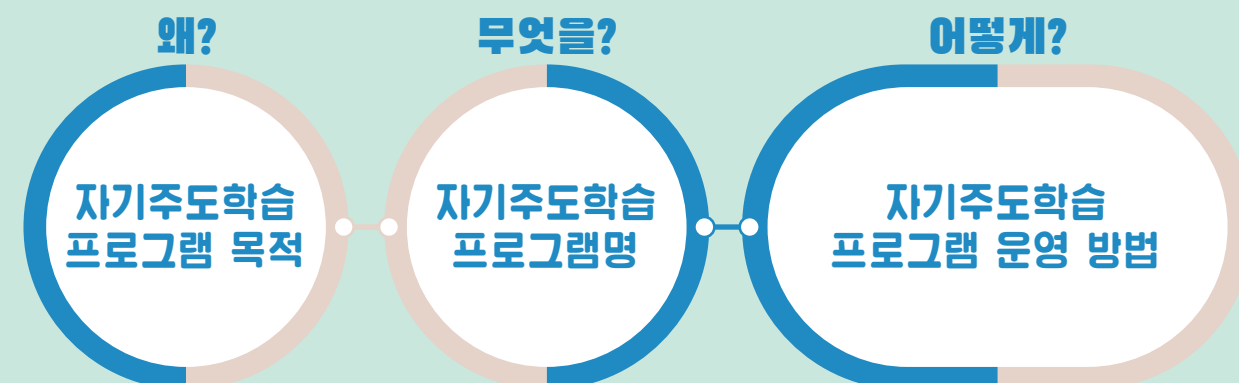 왜?
무엇을?
어떻게?
자기주도학습
프로그램 목적
자기주도학습
프로그램명
자기주도학습
프로그램 운영 방법